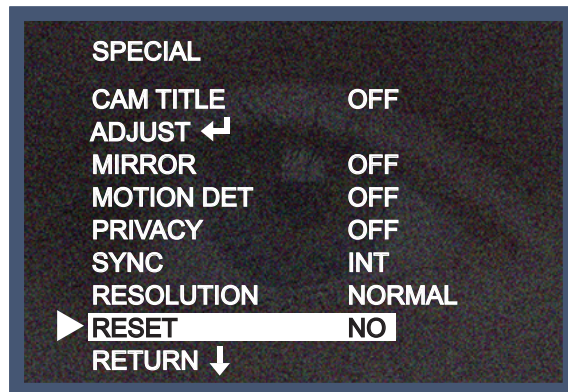 SPECIAL
CAM TITLE OFF
ADJUST ↵
MIRROR OFF
MOTION DET OFF
PRIVACY OFF
SYNC INT
RESOLUTION NORMAL
RESET NO
RETURN ↓